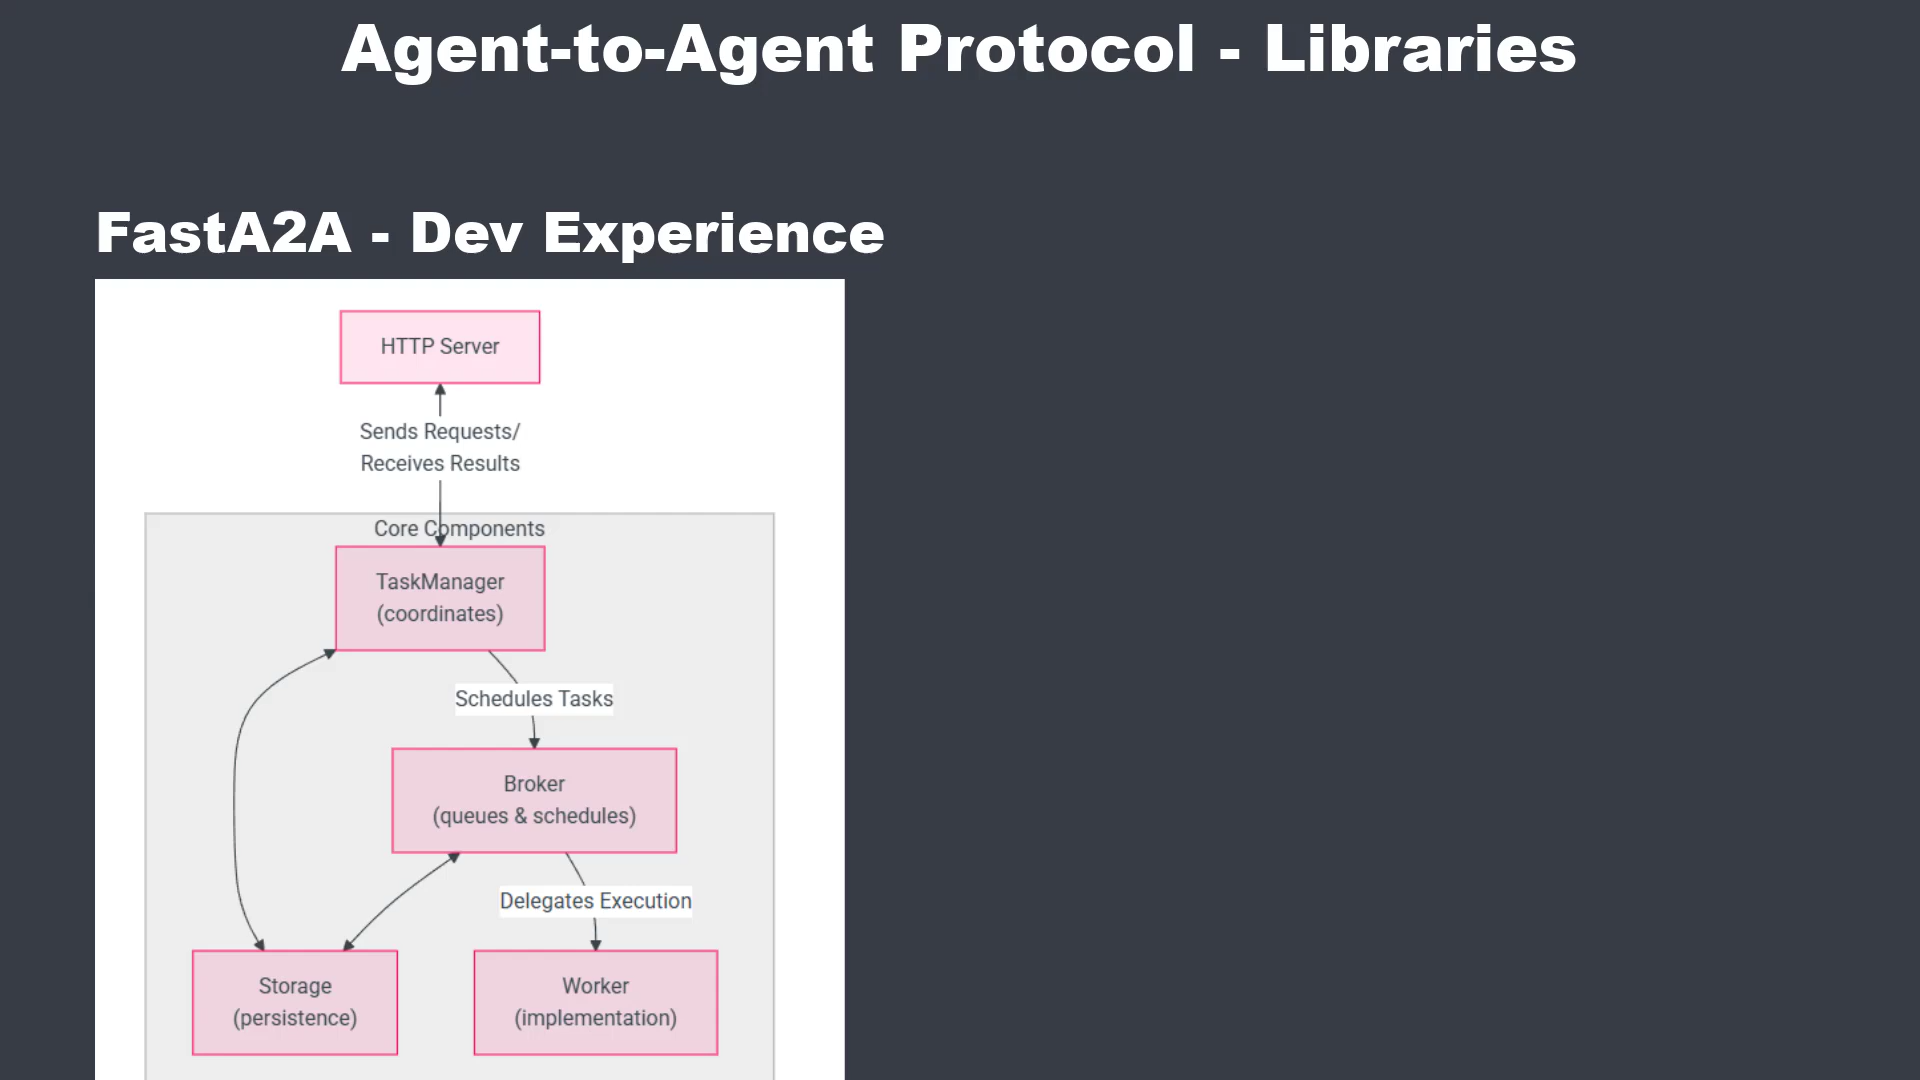 Agent-to-Agent Protocol - Libraries
FastA2A - Dev Experience
HTTP Server
Sends Requests/
Receives Results
Core Components
TaskManager
(coordinates)
Schedules Tasks
Broker
(queues & schedules)
Delegates Execution
Storage
(persistence)
Worker
(implementation)